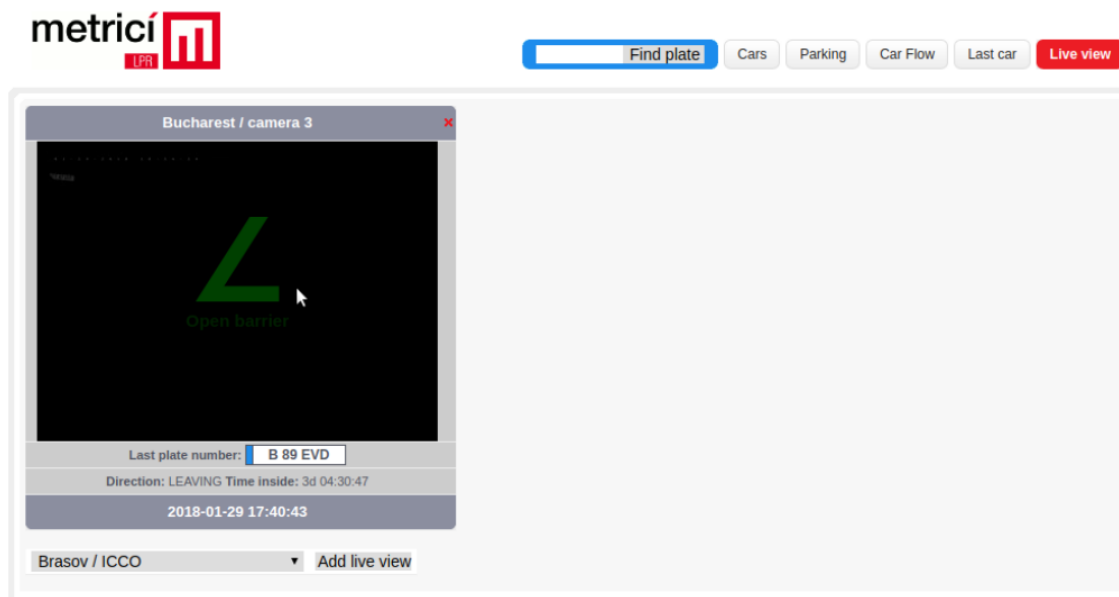 metricí
LPR
Find plate
Cars
Parking
Car Flow
Last car
Live view
Bucharest / camera 3
Open barrier
Last plate number: B 89 EVD
Direction: LEAVING Time inside: 3d 04:30:47
2018-01-29 17:40:43
Brasov / ICCO
Add live view